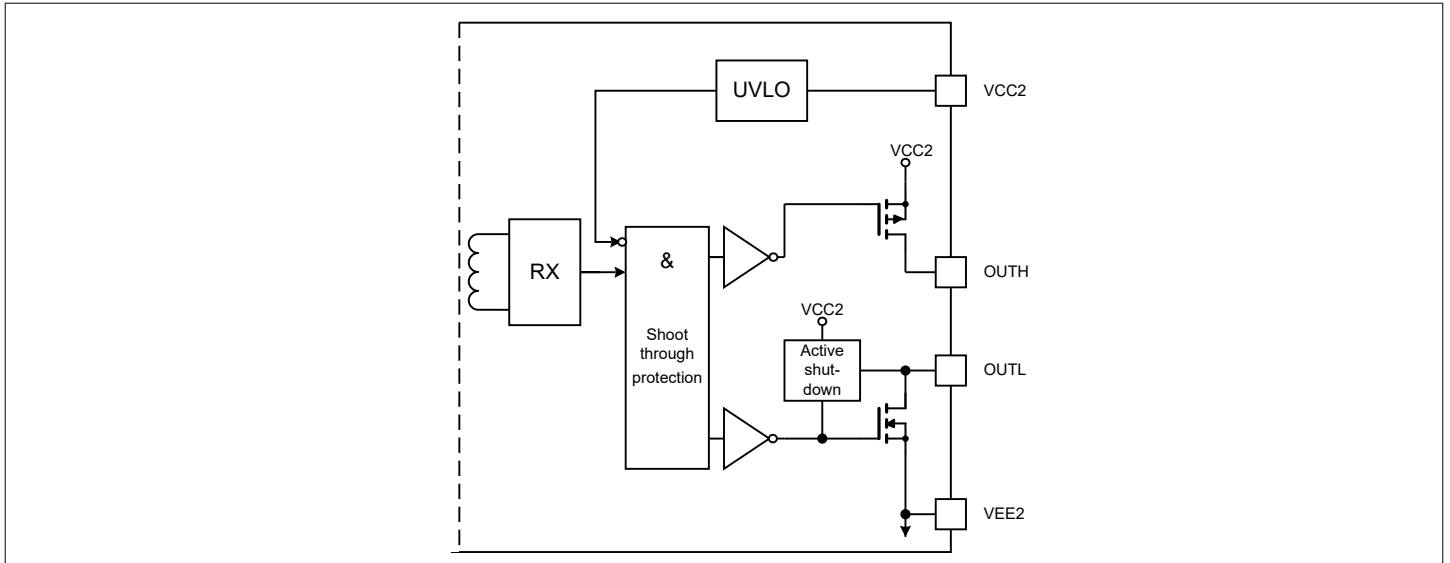 UVLO
VCC2
VCC2
RX
&
OUTH
Shoot
through
protection
VCC2
Active
shut-
down
OUTL
VEE2